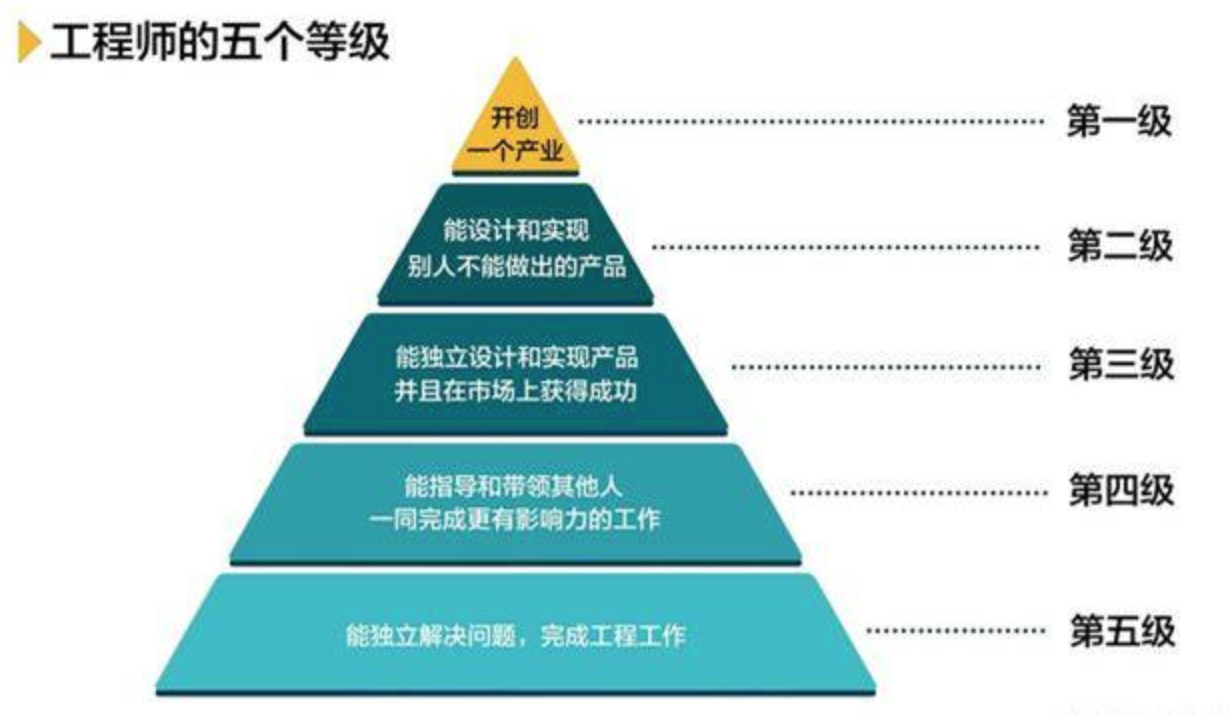 工程师的五个等级
开创
一个产业
第一级
能设计和实现
别人不能做出的产品
第二级
能独立设计和实现产品
并且在市场上获得成功
第三级
能指导和带领其他人
一同完成更有影响力的工作
第四级
能独立解决问题，完成工程工作
第五级